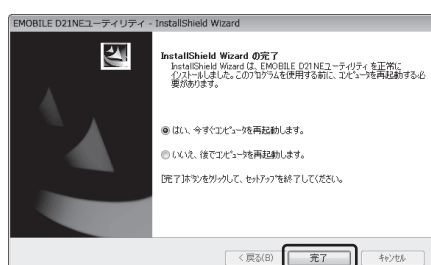 EMOBILE D21NEユーティリティ - InstallShield Wizard
InstallShield Wizard の完了
InstallShield Wizard は、EMOBILE D21NEユーティリティ を正常に
インストールしました。このプログラムを使用する前に、コンピュータを再起動する必
要があります。
はい、今すぐコンピュータを再起動します。
いいえ、後でコンピュータを再起動します。
[完了]ボタンをクリックして、セットアップを終了してください。
< 戻る(B)
完了
キャンセル